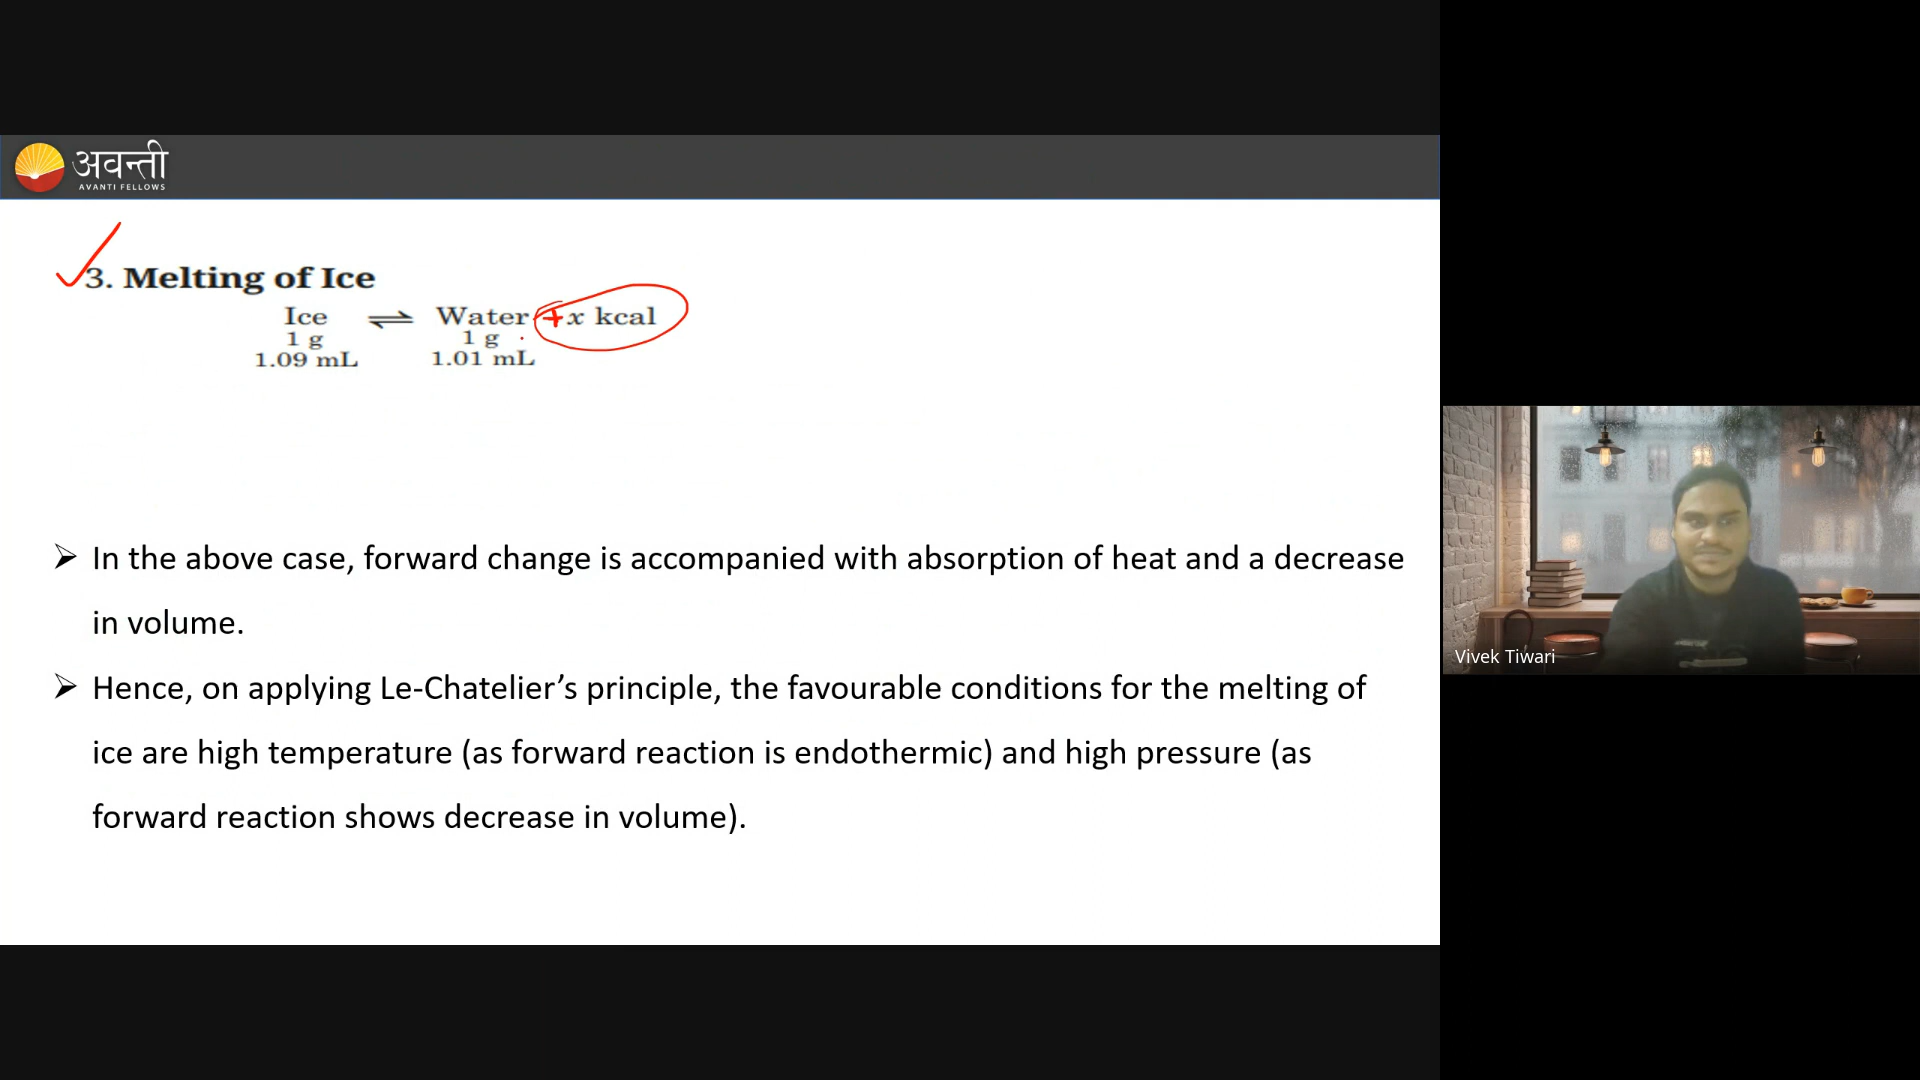 अवन्ती
AVANTI FELLOWS
3. Melting of Ice
Ice ⇌ Water + x kcal
1 g 1 g
1.09 mL 1.01 mL
➢ In the above case, forward change is accompanied with absorption of heat and a decrease
in volume.
➢ Hence, on applying Le-Chatelier’s principle, the favourable conditions for the melting of
ice are high temperature (as forward reaction is endothermic) and high pressure (as
forward reaction shows decrease in volume).
Vivek Tiwari